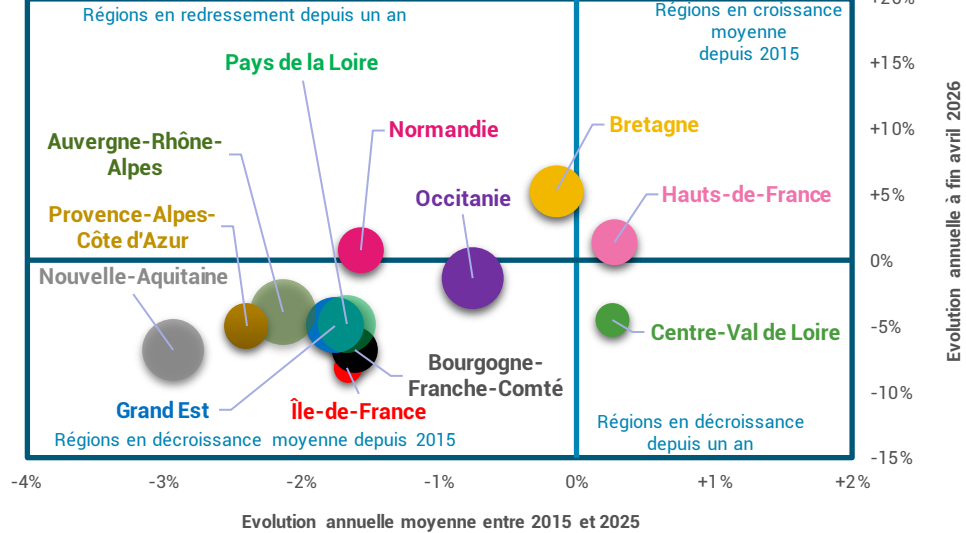 +20%
Régions en redressement depuis un an
Régions en croissance
moyenne
depuis 2015
Pays de la Loire
+15%
Normandie
Bretagne
+10%
Auvergne-Rhône-
Alpes
Occitanie
Hauts-de-France
+5%
Provence-Alpes-
Côte d'Azur
Nouvelle-Aquitaine
0%
Centre-Val de Loire
-5%
Bourgogne-
Franche-Comté
-10%
Grand Est
Île-de-France
Régions en décroissance moyenne depuis 2015
Régions en décroissance
depuis un an
-15%
Evolution annuelle à fin avril 2026
-4%
-3%
-2%
-1%
0%
+1%
+2%
Evolution annuelle moyenne entre 2015 et 2025